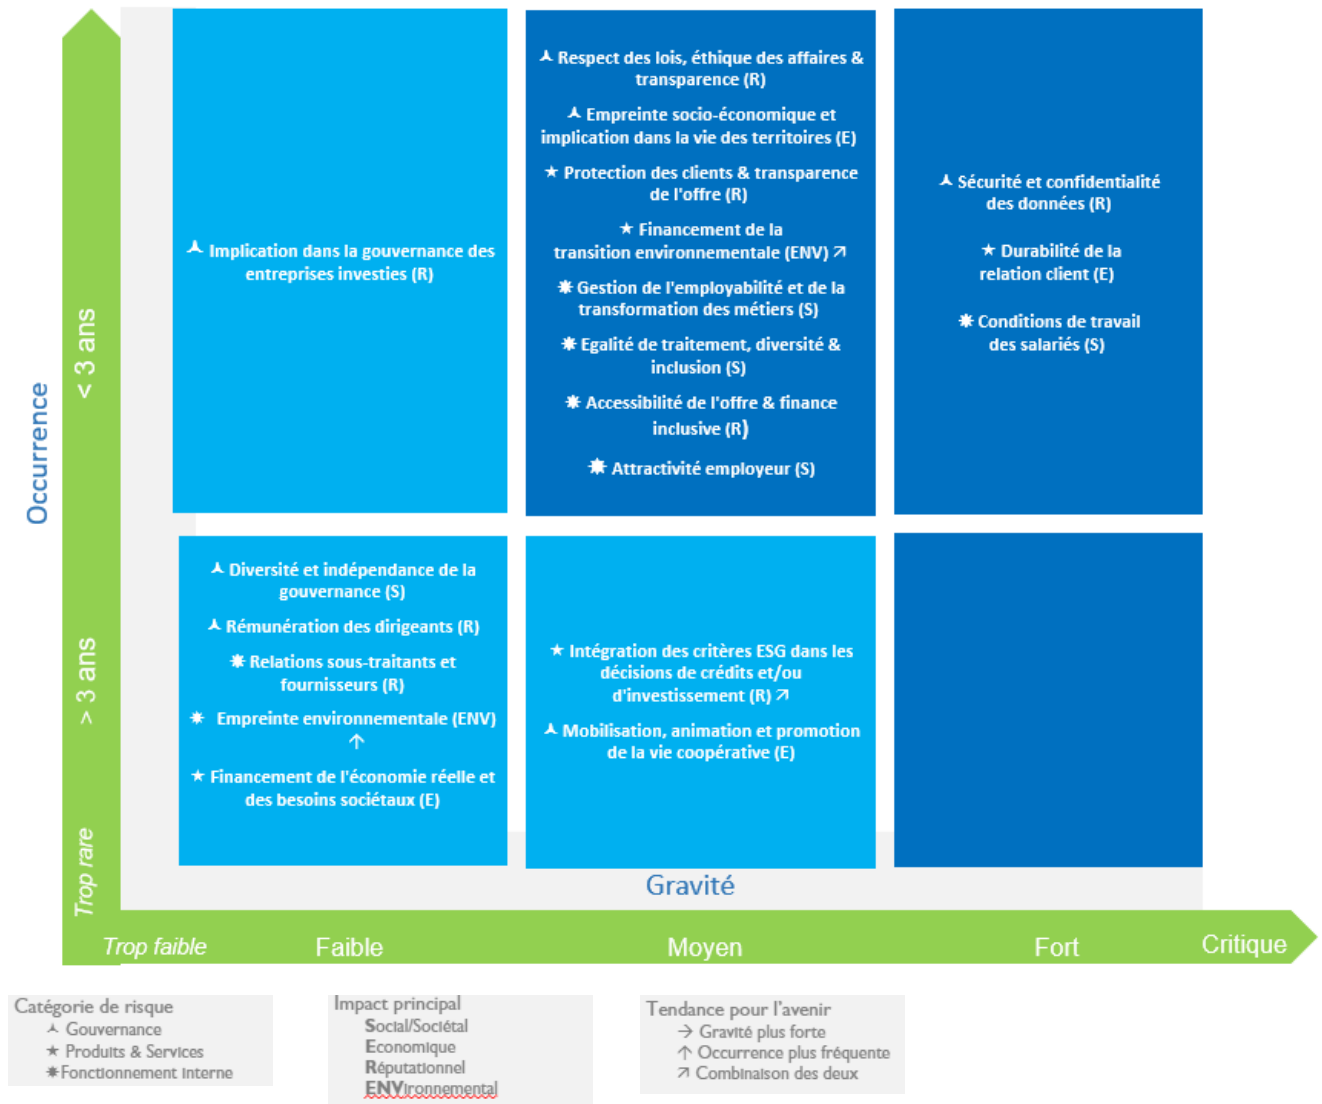 Occurrence
< 3 ans
> 3 ans
Trop rare
Implication dans la gouvernance des
entreprises investies (R)
Respect des lois, éthique des affaires &
transparence (R)
Empreinte socio-économique et
implication dans la vie des territoires (E)
★ Protection des clients & transparence
de l'offre (R)
★ Financement de la
transition environnementale (ENV) ↗
Gestion de l'employabilité et de la
transformation des métiers (S)
Egalité de traitement, diversité &
inclusion (S)
Accessibilité de l'offre & finance
inclusive (R)
Attractivité employeur (S)
Sécurité et confidentialité
des données (R)
★ Durabilité de la
relation client (E)
Conditions de travail
des salariés (S)
Diversité et indépendance de la
gouvernance (S)
Rémunération des dirigeants (R)
Relations sous-traitants et
fournisseurs (R)
Empreinte environnementale (ENV)
↑
★ Financement de l'économie réelle et
des besoins sociétaux (E)
★ Intégration des critères ESG dans les
décisions de crédits et/ou
d'investissement (R) ↗
Mobilisation, animation et promotion
de la vie coopérative (E)
Gravité
Trop faible
Faible
Moyen
Fort
Critique
Catégorie de risque
Gouvernance
★ Produits & Services
Fonctionnement interne
Impact principal
Social/Sociétal
Economique
Réputationnel
ENVironnemental
Tendance pour l'avenir
→ Gravité plus forte
↑ Occurrence plus fréquente
↗ Combinaison des deux